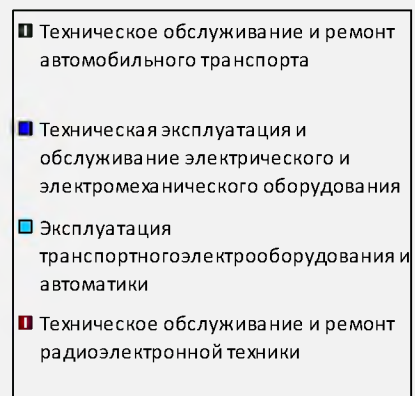 Техническое обслуживание и ремонт
автомобильного транспорта
Техническая эксплуатация и
обслуживание электрического и
электромеханического оборудования
Эксплуатация
транспортногоэлектрооборудования и
автоматики
Техническое обслуживание и ремонт
радиоэлектронной техники